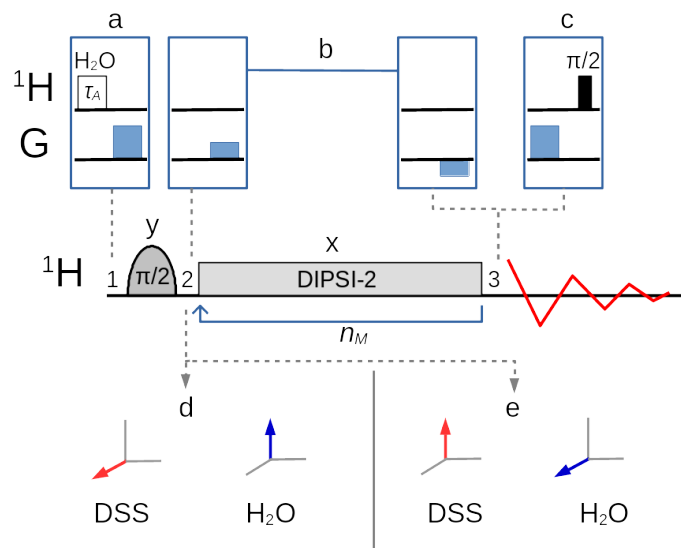 a
b
c
H₂O
π/2
¹H
τ_A
G
y
x
¹H
1
π/2
2
DIPSI-2
3
n_M
d
e
DSS
H₂O
DSS
H₂O